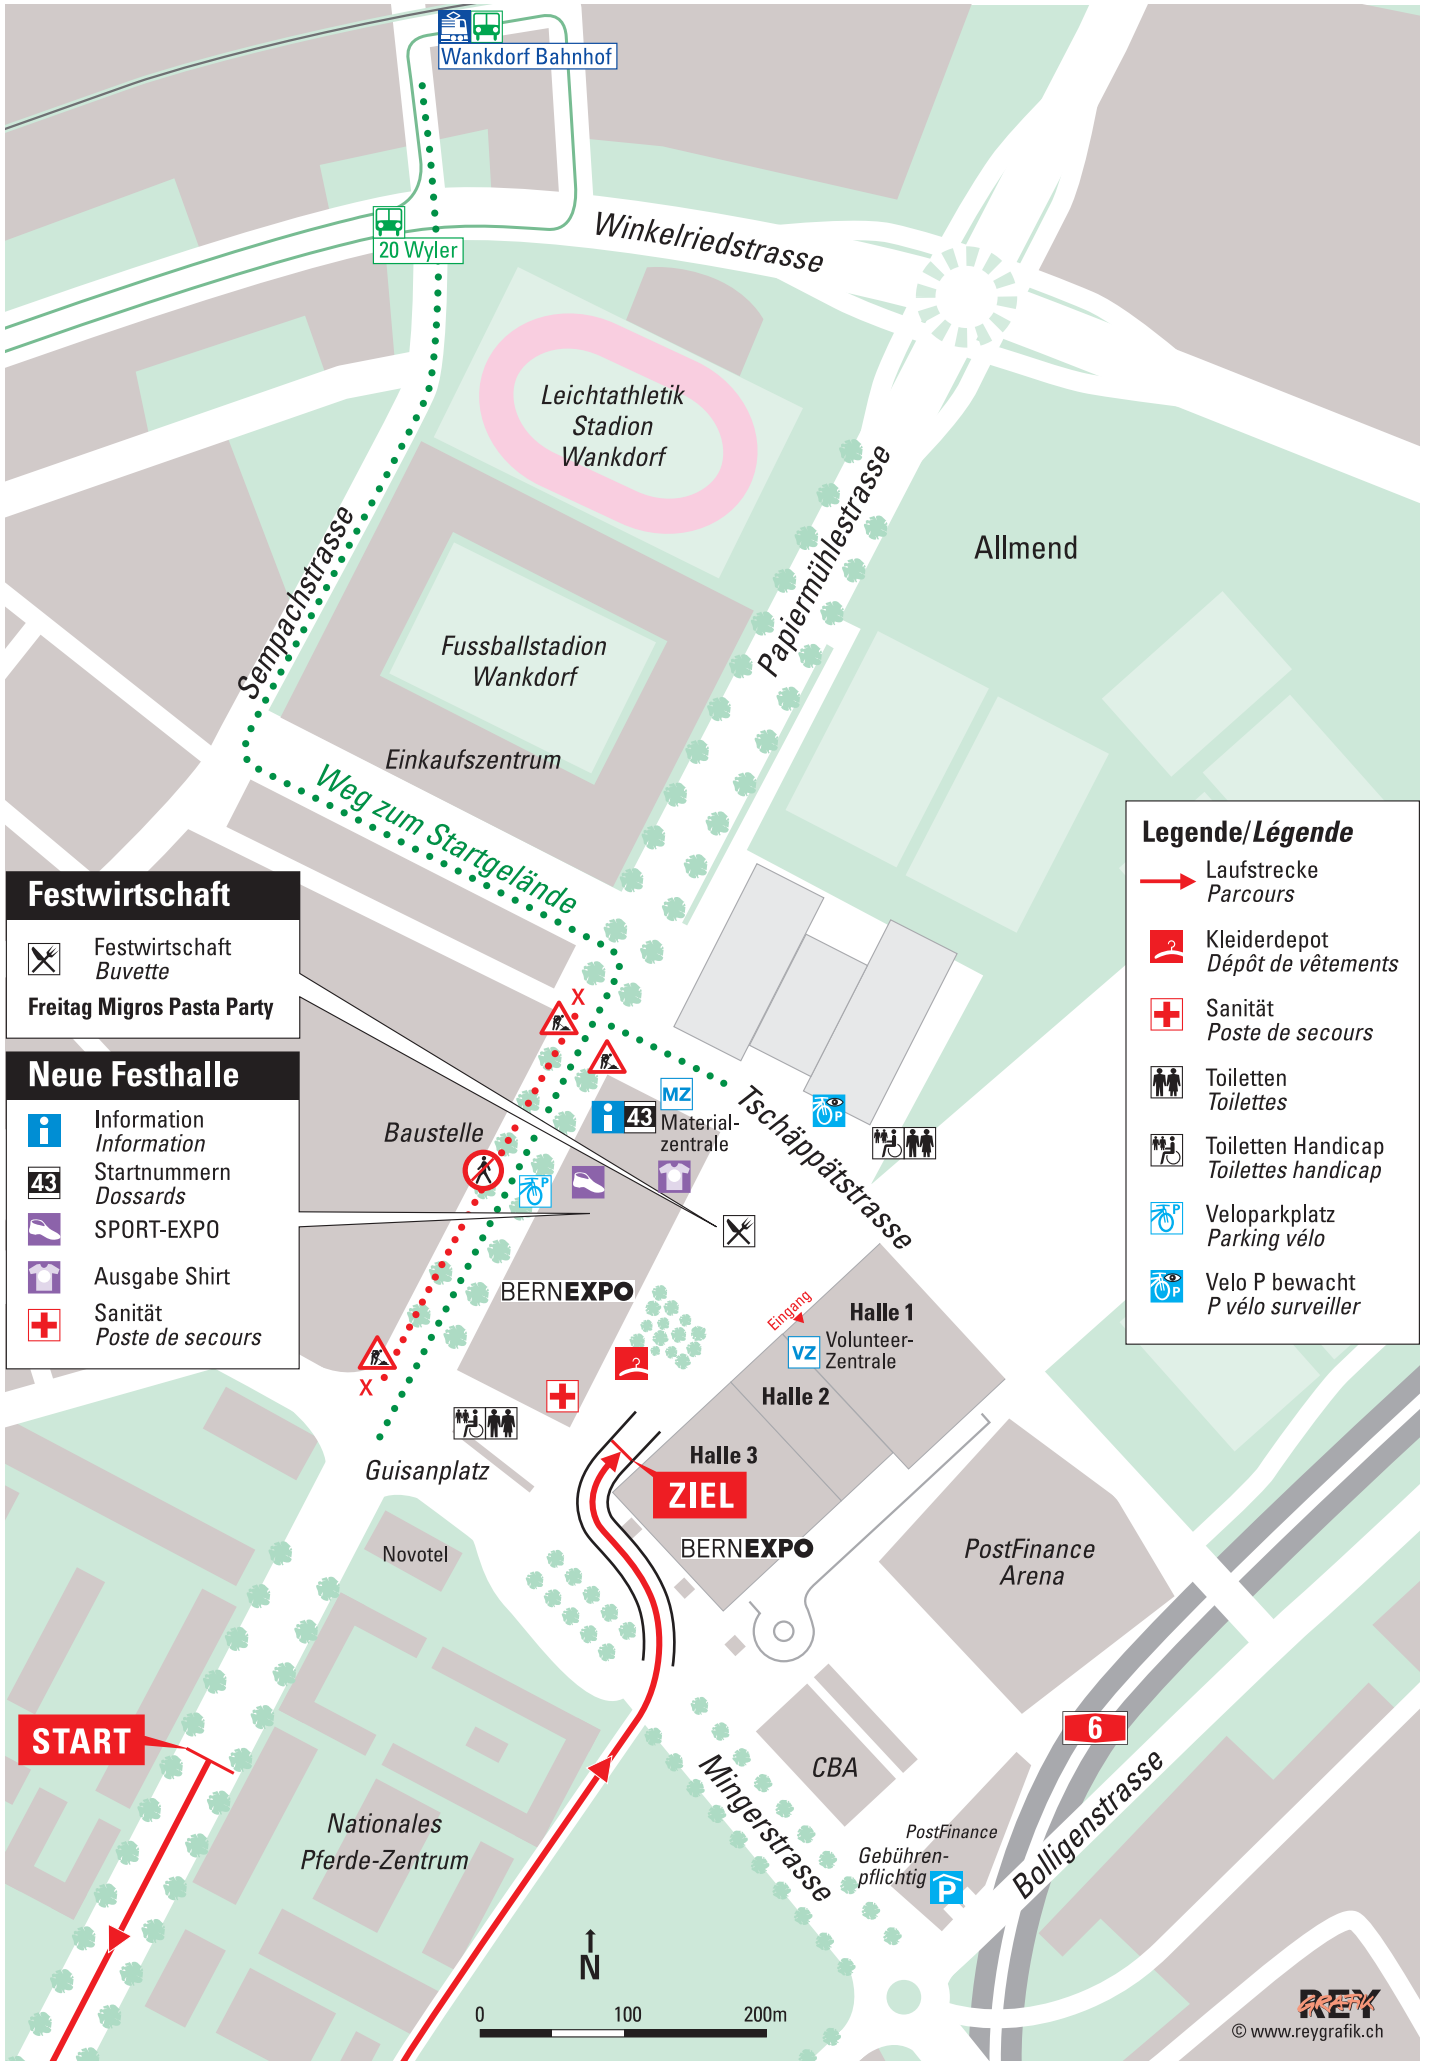 Wankdorf Bahnhof
20 Wyler
Winkelriedstrasse
Leichtathletik
Stadion
Wankdorf
Papiermühlestrasse
Allmend
Sempachstrasse
Fussballstadion
Wankdorf
Einkaufszentrum
Weg zum Startgelände
Festwirtschaft
Festwirtschaft
Buvette
Freitag Migros Pasta Party
Neue Festhalle
Information
Information
43
Startnummern
Dossards
SPORT-EXPO
Ausgabe Shirt
Sanität
Poste de secours
Legende/Légende
Laufstrecke
Parcours
Kleiderdepot
Dépôt de vêtements
Sanität
Poste de secours
Toiletten
Toilettes
Toiletten Handicap
Toilettes handicap
P
Veloparkplatz
Parking vélo
P
Velo P bewacht
P vélo surveiller
X
Baustelle
i
43
MZ
Material-
zentrale
P
P
Tschäppätstrasse
BERNEXPO
Eingang
Halle 1
VZ
Volunteer-
Zentrale
Halle 2
Halle 3
X
Guisanplatz
ZIEL
BERNEXPO
Novotel
PostFinance
Arena
START
6
CBA
Mingerstrasse
Bolligenstrasse
Nationales
Pferde-Zentrum
PostFinance
Gebühren-
pflichtig
P
N
0 100 200m
REY
GRAFIK
© www.reygrafik.ch